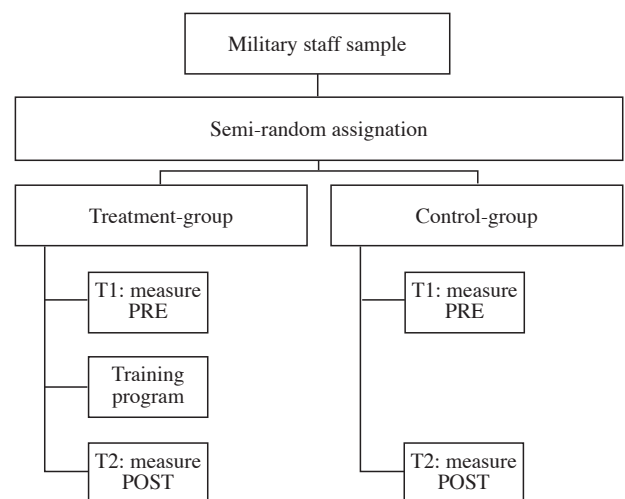 Military staff sample
Semi-random assignation
Treatment-group
Control-group
T1: measure
PRE
T1: measure
PRE
Training
program
T2: measure
POST
T2: measure
POST